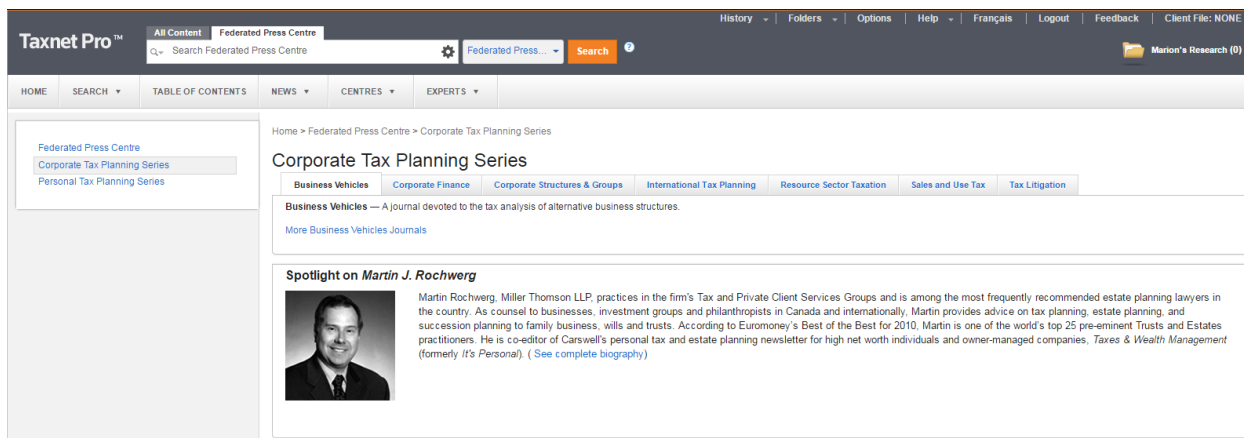 History | Folders | Options | Help | Français | Logout | Feedback | Client File: NONE
Taxnet Pro™
All Content Federated Press Centre
Search Federated Press Centre Federated Press... Search ?
Marion's Research (0)
HOME SEARCH TABLE OF CONTENTS NEWS CENTRES EXPERTS
Federated Press Centre
Corporate Tax Planning Series
Personal Tax Planning Series
Home > Federated Press Centre > Corporate Tax Planning Series
Corporate Tax Planning Series
Business Vehicles Corporate Finance Corporate Structures & Groups International Tax Planning Resource Sector Taxation Sales and Use Tax Tax Litigation
Business Vehicles — A journal devoted to the tax analysis of alternative business structures.
More Business Vehicles Journals
Spotlight on Martin J. Rochwerg
Martin Rochwerg, Miller Thomson LLP, practices in the firm's Tax and Private Client Services Groups and is among the most frequently recommended estate planning lawyers in
the country. As counsel to businesses, investment groups and philanthropists in Canada and internationally, Martin provides advice on tax planning, estate planning, and
succession planning to family business, wills and trusts. According to Euromoney's Best of the Best for 2010, Martin is one of the world's top 25 pre-eminent Trusts and Estates
practitioners. He is co-editor of Carswell's personal tax and estate planning newsletter for high net worth individuals and owner-managed companies, Taxes & Wealth Management
(formerly It's Personal). ( See complete biography)